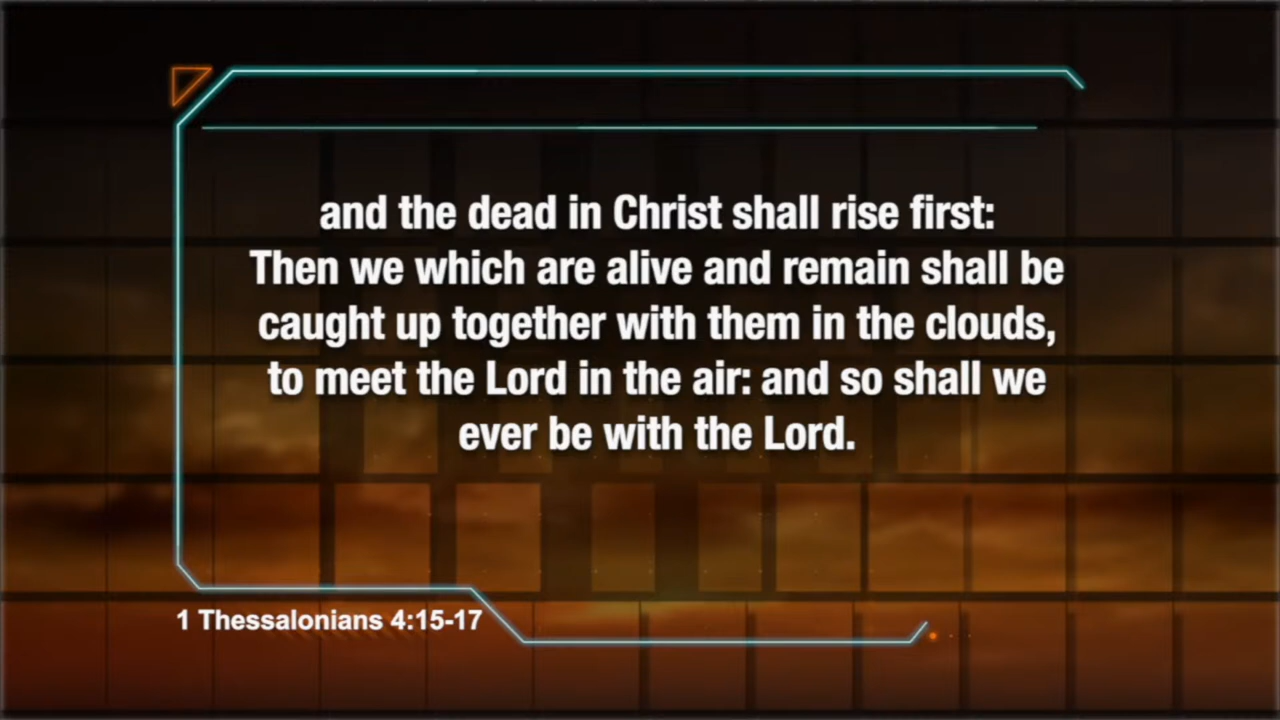 and the dead in Christ shall rise first:
Then we which are alive and remain shall be
caught up together with them in the clouds,
to meet the Lord in the air: and so shall we
ever be with the Lord.
1 Thessalonians 4:15-17